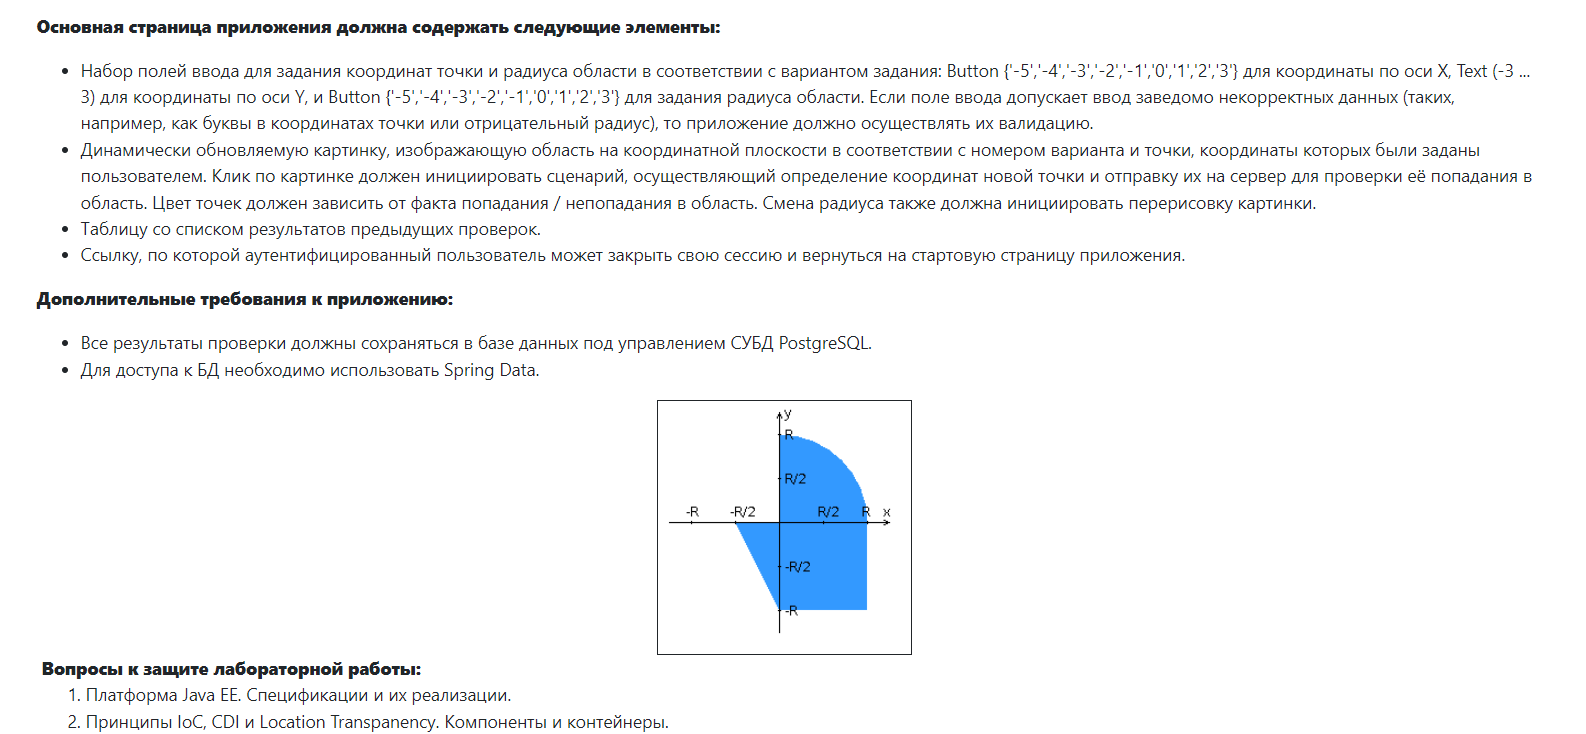 Основная страница приложения должна содержать следующие элементы:
• Набор полей ввода для задания координат точки и радиуса области в соответствии с вариантом задания: Button {'-5','-4','-3','-2','-1','0','1','2','3'} для координаты по оси X, Text (-3 ...
3) для координаты по оси Y, и Button {'-5','-4','-3','-2','-1','0','1','2','3'} для задания радиуса области. Если поле ввода допускает ввод заведомо некорректных данных (таких,
например, как буквы в координатах точки или отрицательный радиус), то приложение должно осуществлять их валидацию.
• Динамически обновляемую картинку, изображающую область на координатной плоскости в соответствии с номером варианта и точки, координаты которых были заданы
пользователем. Клик по картинке должен инициировать сценарий, осуществляющий определение координат новой точки и отправку их на сервер для проверки её попадания в
область. Цвет точек должен зависить от факта попадания / непопадания в область. Смена радиуса также должна инициировать перерисовку картинки.
• Таблицу со списком результатов предыдущих проверок.
• Ссылку, по которой аутентифицированный пользователь может закрыть свою сессию и вернуться на стартовую страницу приложения.
Дополнительные требования к приложению:
• Все результаты проверки должны сохраняться в базе данных под управлением СУБД PostgreSQL.
• Для доступа к БД необходимо использовать Spring Data.
y
R
R/2
-R -R/2 R/2 R x
-R/2
-R
Вопросы к защите лабораторной работы:
1. Платформа Java EE. Спецификации и их реализации.
2. Принципы IoC, CDI и Location Transpanency. Компоненты и контейнеры.